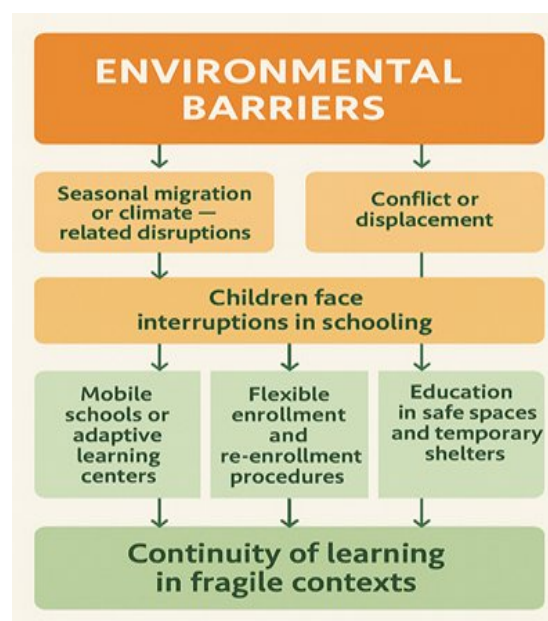 ENVIRONMENTAL
BARRIERS
Seasonal migration
or climate —
related disruptions
Conflict or
displacement
Children face
interruptions in schooling
Mobile
schools or
adaptive
learning
centers
Flexible
enrollment
and
re-enrollment
procedures
Education
in safe spaces
and temporary
shelters
Continuity of learning
in fragile contexts